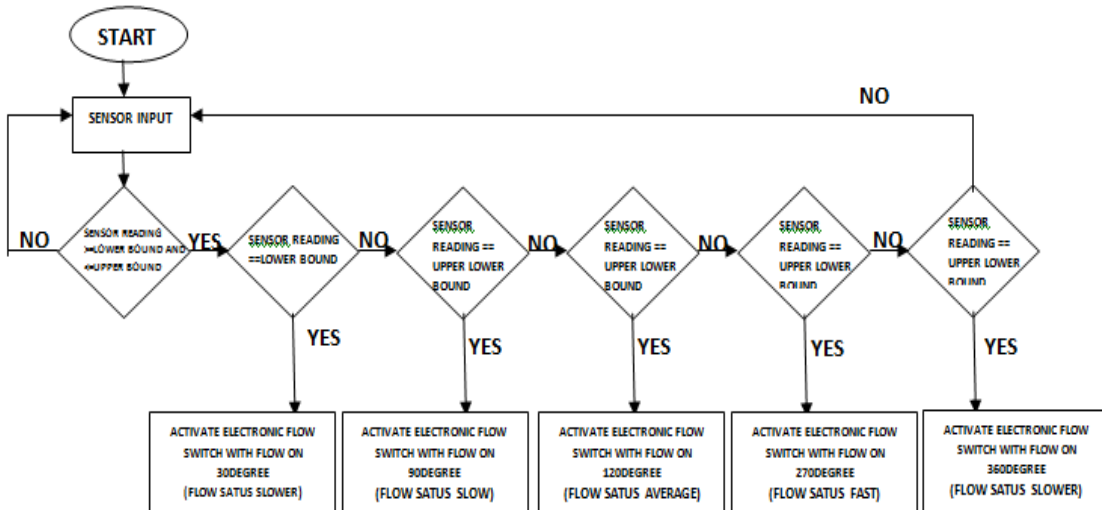 START
NO
SENSOR INPUT
NO
SENSOR READING
>=LOWER BOUND AND
<=UPPER BOUND
YES
SENSOR READING
==LOWER BOUND
NO
SENSOR
READING ==
UPPER LOWER
BOUND
NO
SENSOR
READING ==
UPPER LOWER
BOUND
NO
SENSOR
READING ==
UPPER LOWER
BOUND
NO
SENSOR
READING ==
UPPER LOWER
BOUND
YES
YES
YES
YES
YES
ACTIVATE ELECTRONIC FLOW
SWITCH WITH FLOW ON
30DEGREE
(FLOW SATUS SLOWER)
ACTIVATE ELECTRONIC FLOW
SWITCH WITH FLOW ON
90DEGREE
(FLOW SATUS SLOW)
ACTIVATE ELECTRONIC FLOW
SWITCH WITH FLOW ON
120DEGREE
(FLOW SATUS AVERAGE)
ACTIVATE ELECTRONIC FLOW
SWITCH WITH FLOW ON
270DEGREE
(FLOW SATUS FAST)
ACTIVATE ELECTRONIC FLOW
SWITCH WITH FLOW ON
360DEGREE
(FLOW SATUS SLOWER)